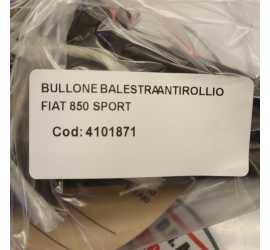 BULLONE BALESTRA ANTIROLLIO
FIAT 850 SPORT
Cod: 4101871